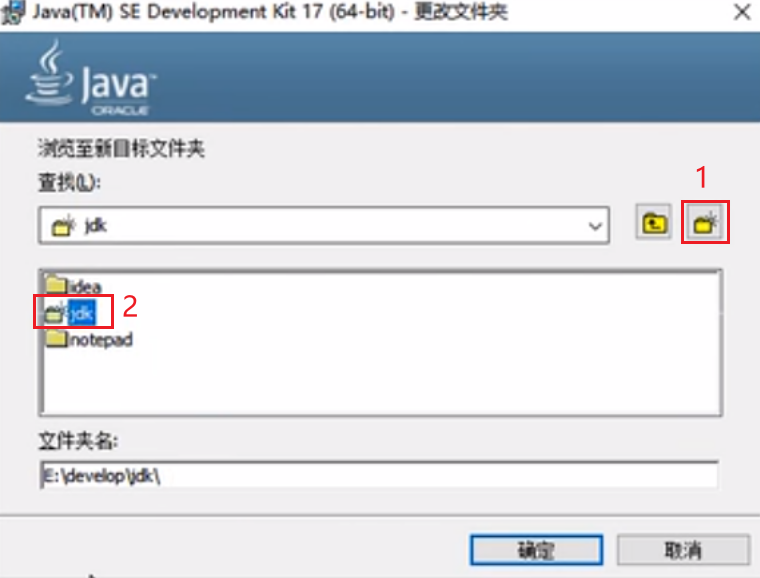 Java(TM) SE Development Kit 17 (64-bit) - 更改文件夹
Java™
ORACLE
浏览至新目标文件夹
查找(L):
1
jdk
idea
jdk
2
notepad
文件夹名:
E:\develop\jdk\
确定
取消